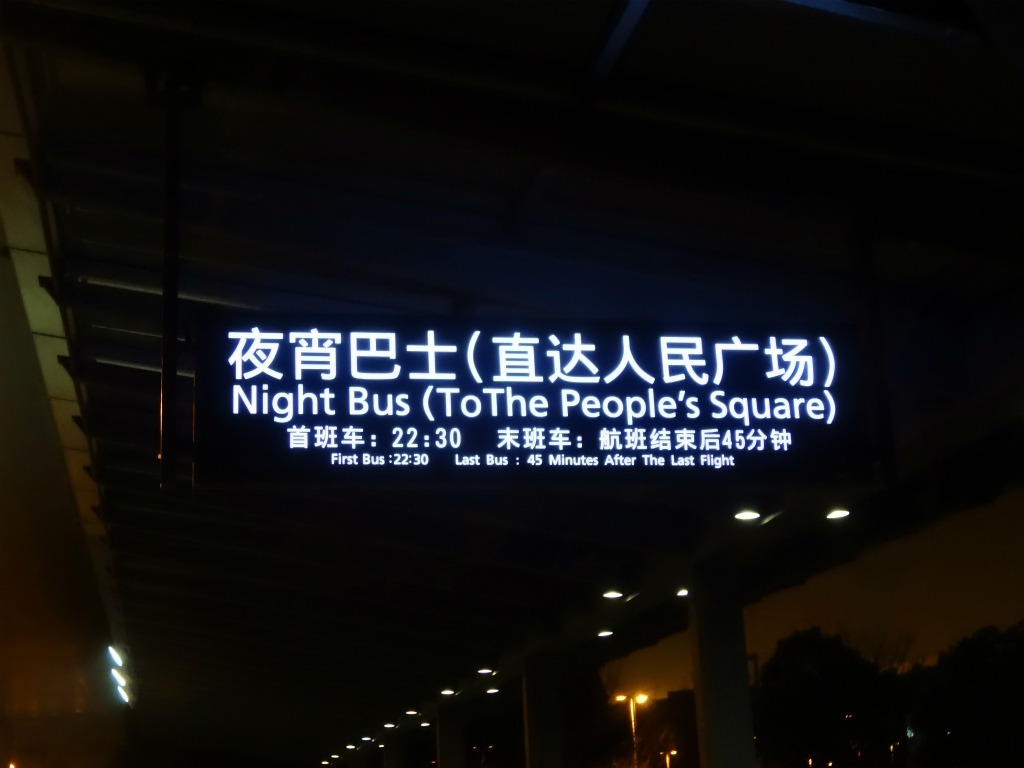 夜宵巴士(直达人民广场)
Night Bus (ToThe People's Square)
首班车：22:30 末班车：航班结束后45分钟
First Bus :22:30 Last Bus : 45 Minutes After The Last Flight